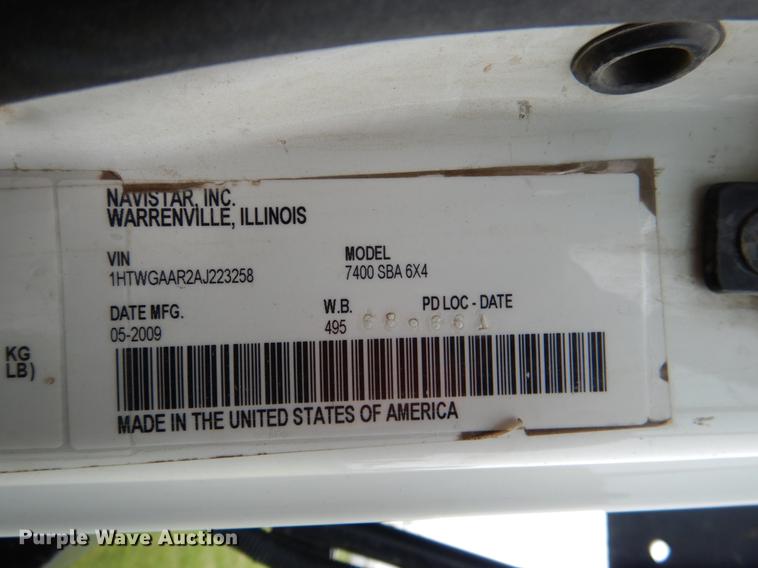 NAVISTAR, INC.
WARRENVILLE, ILLINOIS
VIN
1HTWGAAR2AJ223258
MODEL
7400 SBA 6X4
DATE MFG.
05-2009
W.B.
495
PD LOC - DATE
KG
LB)
MADE IN THE UNITED STATES OF AMERICA
Purple Wave Auction